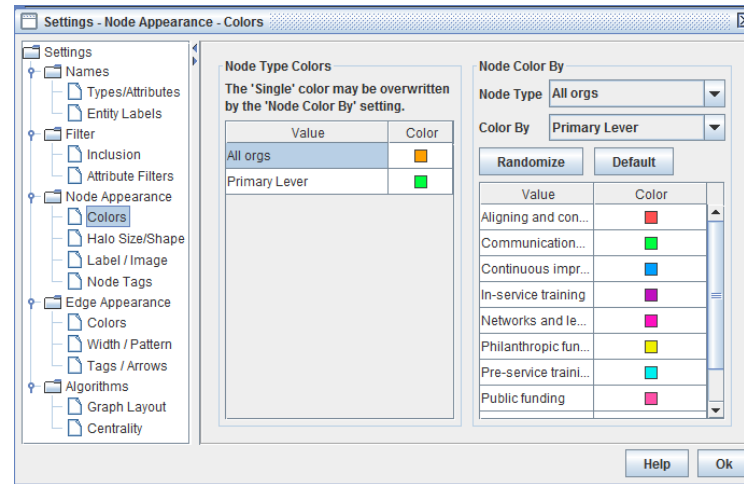 Settings - Node Appearance - Colors
Settings
Names
Types/Attributes
Entity Labels
Filter
Inclusion
Attribute Filters
Node Appearance
Colors
Halo Size/Shape
Label / Image
Node Tags
Edge Appearance
Colors
Width / Pattern
Tags / Arrows
Algorithms
Graph Layout
Centrality
Node Type Colors
The 'Single' color may be overwritten
by the 'Node Color By' setting.
Value Color
All orgs
Primary Lever
Node Color By
Node Type All orgs
Color By Primary Lever
Randomize Default
Value Color
Aligning and con...
Communication...
Continuous impr...
In-service training
Networks and le...
Philanthropic fun...
Pre-service traini...
Public funding
Help Ok